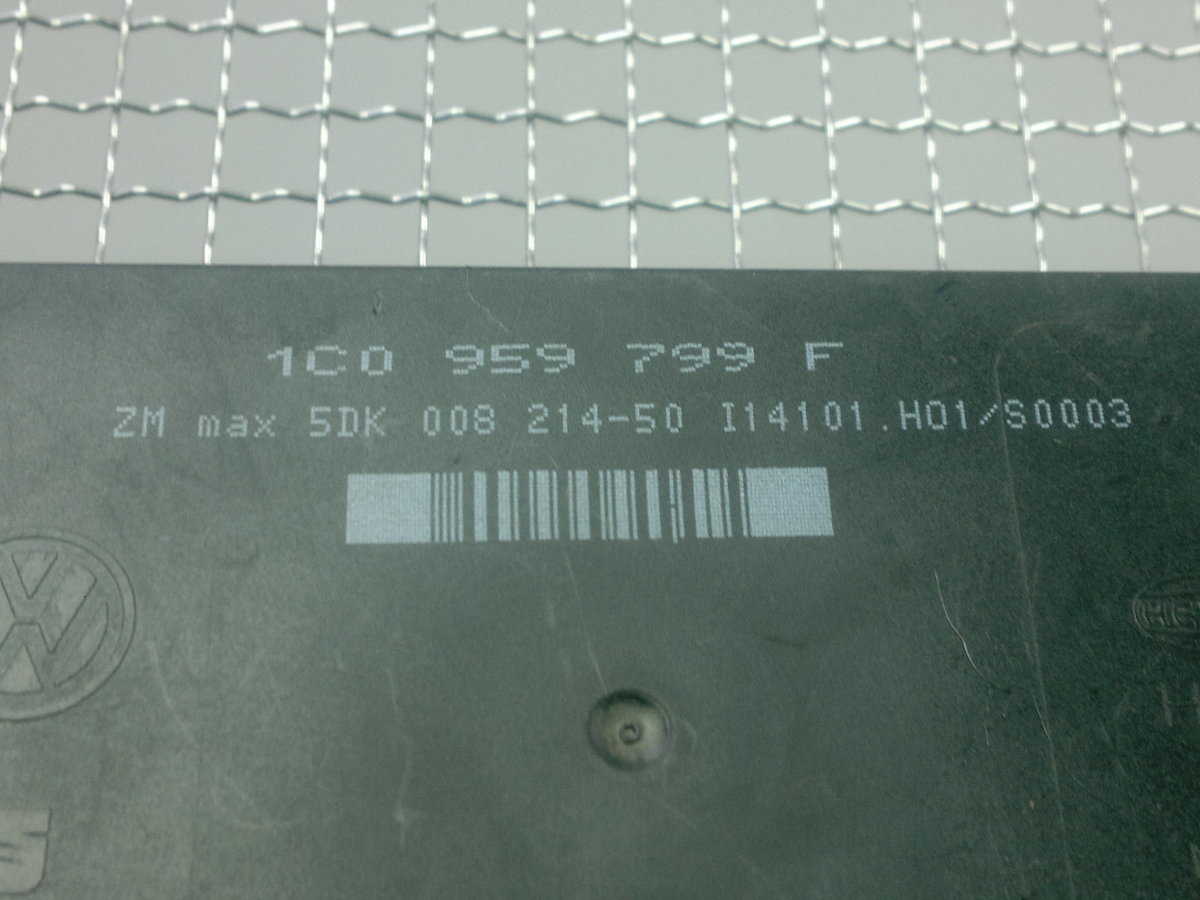 1C0 959 799 F
ZM max 5DK 008 214-50 I14101.H01/S0003